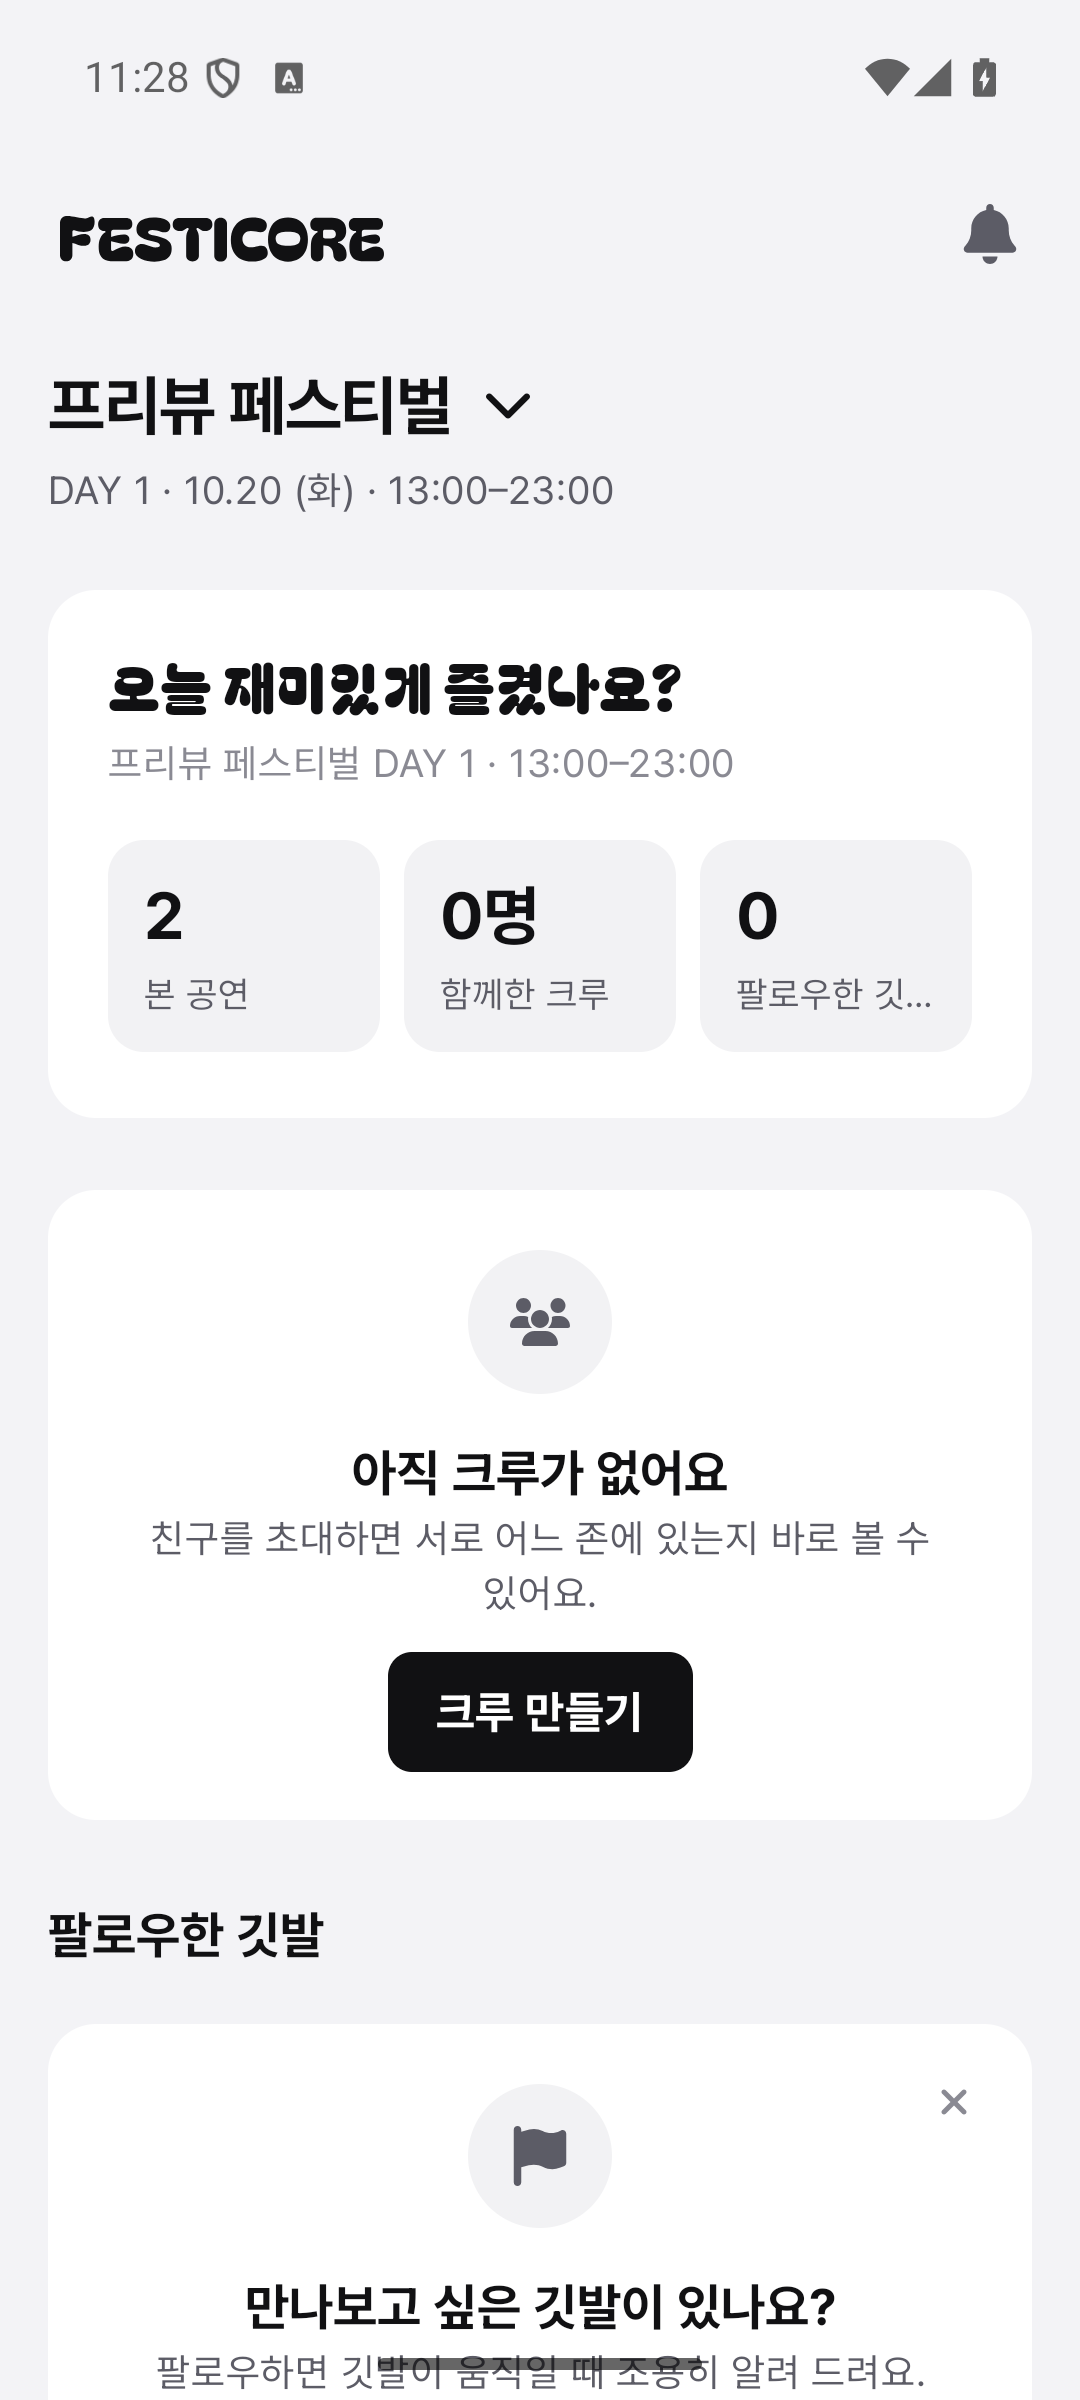 11:28
A
FESTICORE
프리뷰 페스티벌
DAY 1 · 10.20 (화) · 13:00–23:00
오늘 재미있게 즐겼나요?
프리뷰 페스티벌 DAY 1 · 13:00–23:00
2
본 공연
0명
함께한 크루
0
팔로우한 깃...
아직 크루가 없어요
친구를 초대하면 서로 어느 존에 있는지 바로 볼 수
있어요.
크루 만들기
팔로우한 깃발
만나보고 싶은 깃발이 있나요?
팔로우하면 깃발이 움직일 때 조용히 알려 드려요.